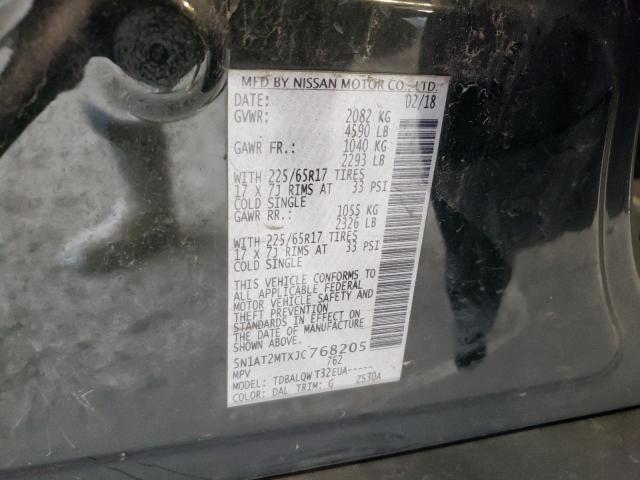 MFD BY NISSAN MOTOR CO., LTD.
DATE: 02/18
GVWR: 2082 KG
4590 LB
GAWR FR.: 1040 KG
2293 LB
WITH 225/65R17 TIRES
17 X 7J RIMS AT 33 PSI
COLD SINGLE
GAWR RR.: 1055 KG
2326 LB
WITH 225/65R17 TIRES
17 X 7J RIMS AT 33 PSI
COLD SINGLE
THIS VEHICLE CONFORMS TO
ALL APPLICABLE FEDERAL
MOTOR VEHICLE SAFETY AND
THEFT PREVENTION
STANDARDS IN EFFECT ON
THE DATE OF MANUFACTURE
SHOWN ABOVE.
5N1AT2MTXJC768205
MPV 762
MODEL: TDBALQW T32EUA-----
COLOR: DAL TRIM: G ZS30A